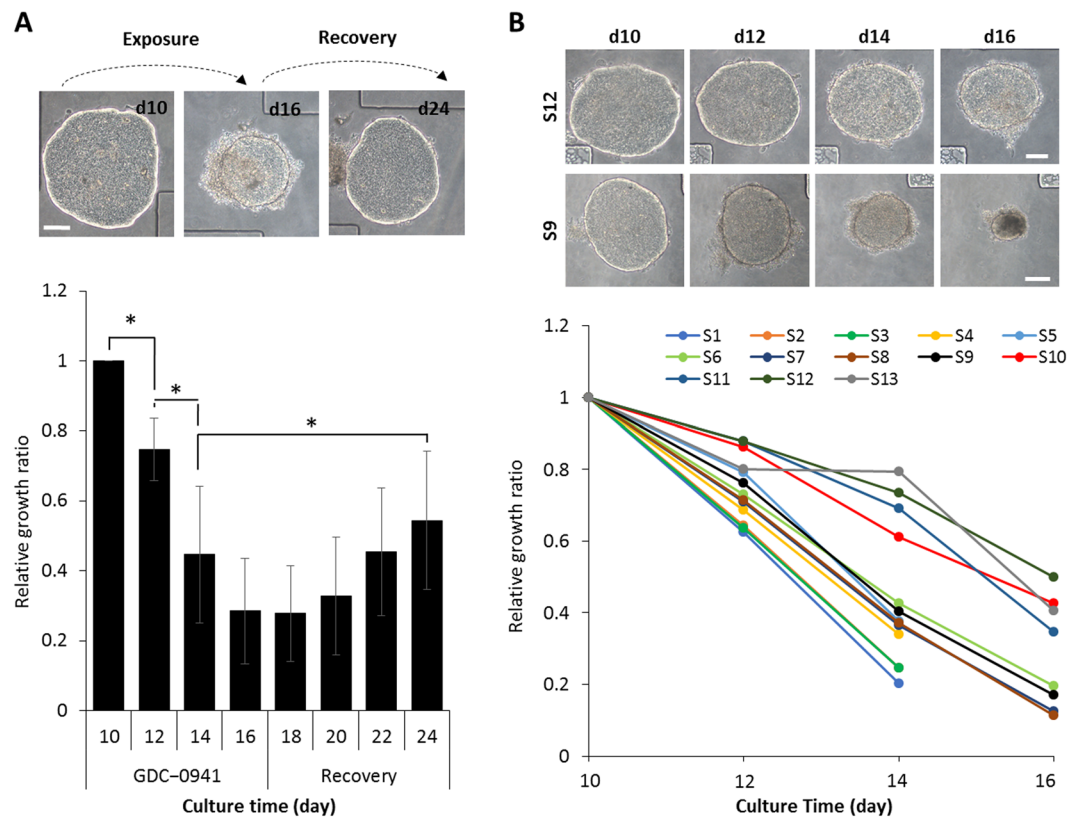 A
Exposure Recovery
d10 d16 d24
1.2
1
0.8
0.6
0.4
0.2
0
Relative growth ratio
* * *
10 12 14 16 18 20 22 24
GDC–0941 Recovery
Culture time (day)
B
d10 d12 d14 d16
S12
S9
1.2
1
0.8
0.6
0.4
0.2
0
Relative growth ratio
S1 S2 S3 S4 S5
S6 S7 S8 S9 S10
S11 S12 S13
10 12 14 16
Culture Time (day)